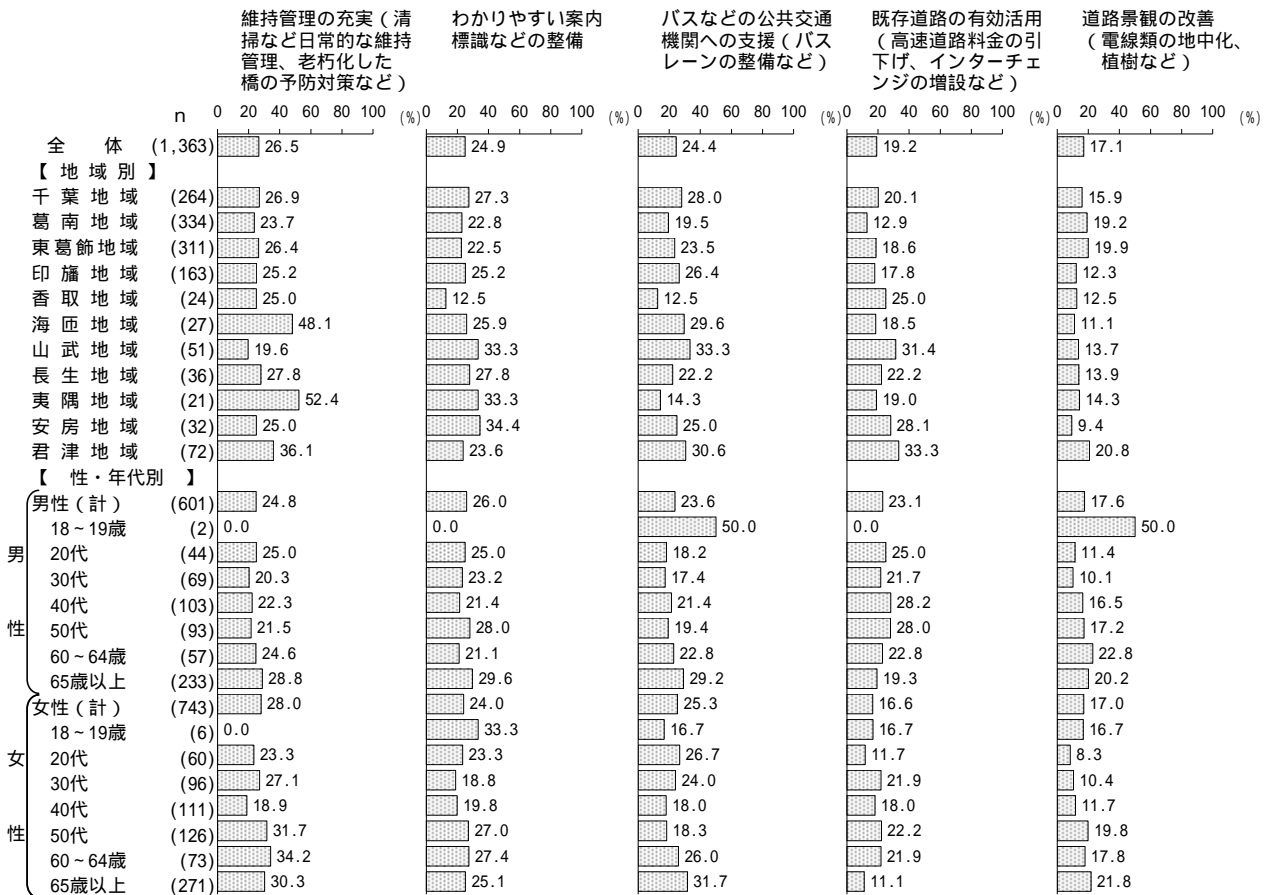 維持管理の充実（清
掃など日常的な維持
管理、老朽化した
橋の予防対策など）
わかりやすい案内
標識などの整備
バスなどの公共交通
機関への支援（バス
レーンの整備など）
既存道路の有効活用
（高速道路料金の引
下げ、インターチェ
ンジの増設など）
道路景観の改善
（電線類の地中化、
植樹など）
n 0 20 40 60 80 100 (%) 0 20 40 60 80 100 (%) 0 20 40 60 80 100 (%) 0 20 40 60 80 100 (%) 0 20 40 60 80 100 (%)
全体 (1,363) 26.5 24.9 24.4 19.2 17.1
【地域別】
千葉地域 (264) 26.9 27.3 28.0 20.1 15.9
葛南地域 (334) 23.7 22.8 19.5 12.9 19.2
東葛飾地域 (311) 26.4 22.5 23.5 18.6 19.9
印旛地域 (163) 25.2 25.2 26.4 17.8 12.3
香取地域 (24) 25.0 12.5 12.5 25.0 12.5
海匝地域 (27) 48.1 25.9 29.6 18.5 11.1
山武地域 (51) 19.6 33.3 33.3 31.4 13.7
長生地域 (36) 27.8 27.8 22.2 22.2 13.9
夷隅地域 (21) 52.4 33.3 14.3 19.0 14.3
安房地域 (32) 25.0 34.4 25.0 28.1 9.4
君津地域 (72) 36.1 23.6 30.6 33.3 20.8
【性・年代別】
男性
男性（計） (601) 24.8 26.0 23.6 23.1 17.6
18～19歳 (2) 0.0 0.0 50.0 0.0 50.0
20代 (44) 25.0 25.0 18.2 25.0 11.4
30代 (69) 20.3 23.2 17.4 21.7 10.1
40代 (103) 22.3 21.4 21.4 28.2 16.5
50代 (93) 21.5 28.0 19.4 28.0 17.2
60～64歳 (57) 24.6 21.1 22.8 22.8 22.8
65歳以上 (233) 28.8 29.6 29.2 19.3 20.2
女性
女性（計） (743) 28.0 24.0 25.3 16.6 17.0
18～19歳 (6) 0.0 33.3 16.7 16.7 16.7
20代 (60) 23.3 23.3 26.7 11.7 8.3
30代 (96) 27.1 18.8 24.0 21.9 10.4
40代 (111) 18.9 19.8 18.0 18.0 11.7
50代 (126) 31.7 27.0 18.3 22.2 19.8
60～64歳 (73) 34.2 27.4 26.0 21.9 17.8
65歳以上 (271) 30.3 25.1 31.7 11.1 21.8